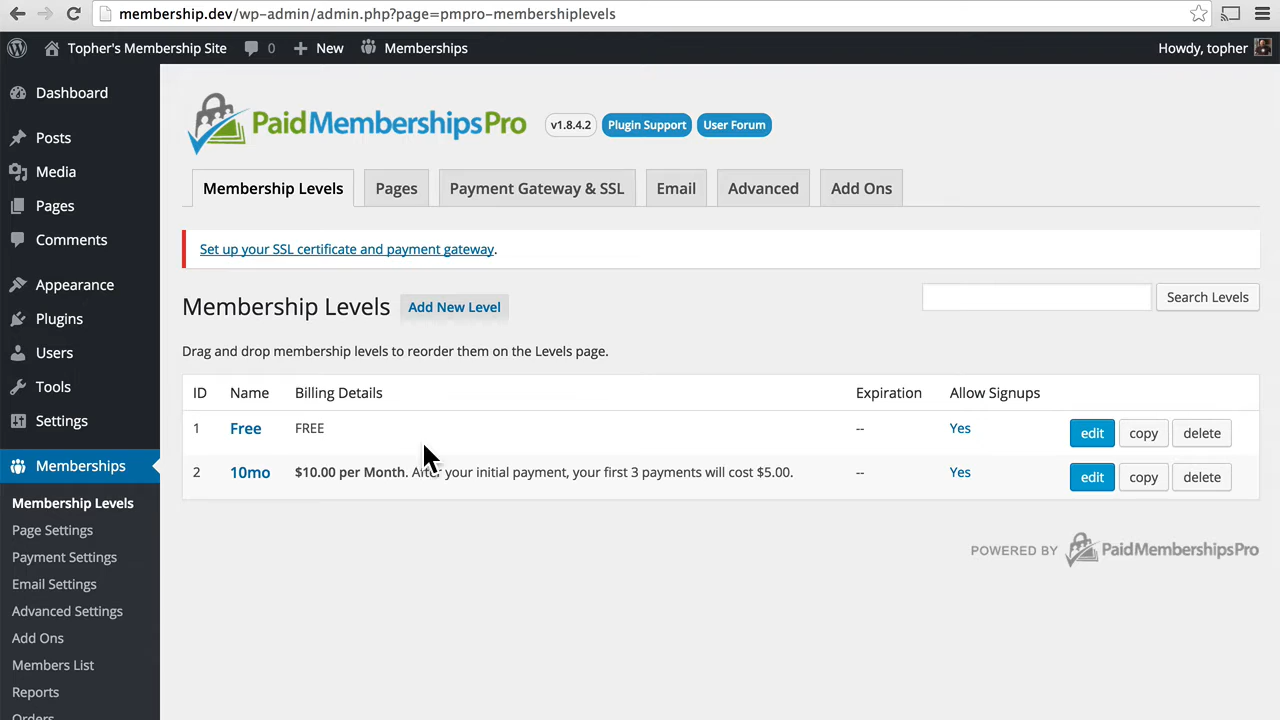 membership.dev/wp-admin/admin.php?page=pmpro-membershiplevels
Topher's Membership Site 0 New Memberships Howdy, topher
Dashboard
Posts
Media
Pages
Comments
Appearance
Plugins
Users
Tools
Settings
Memberships
Membership Levels
Page Settings
Payment Settings
Email Settings
Advanced Settings
Add Ons
Members List
Reports
Orders
PaidMembershipsPro v1.8.4.2 Plugin Support User Forum
Membership Levels Pages Payment Gateway & SSL Email Advanced Add Ons
Set up your SSL certificate and payment gateway.
Membership Levels Add New Level Search Levels
Drag and drop membership levels to reorder them on the Levels page.
ID Name Billing Details Expiration Allow Signups
1 Free FREE -- Yes edit copy delete
2 10mo $10.00 per Month. After your initial payment, your first 3 payments will cost $5.00. -- Yes edit copy delete
POWERED BY PaidMembershipsPro